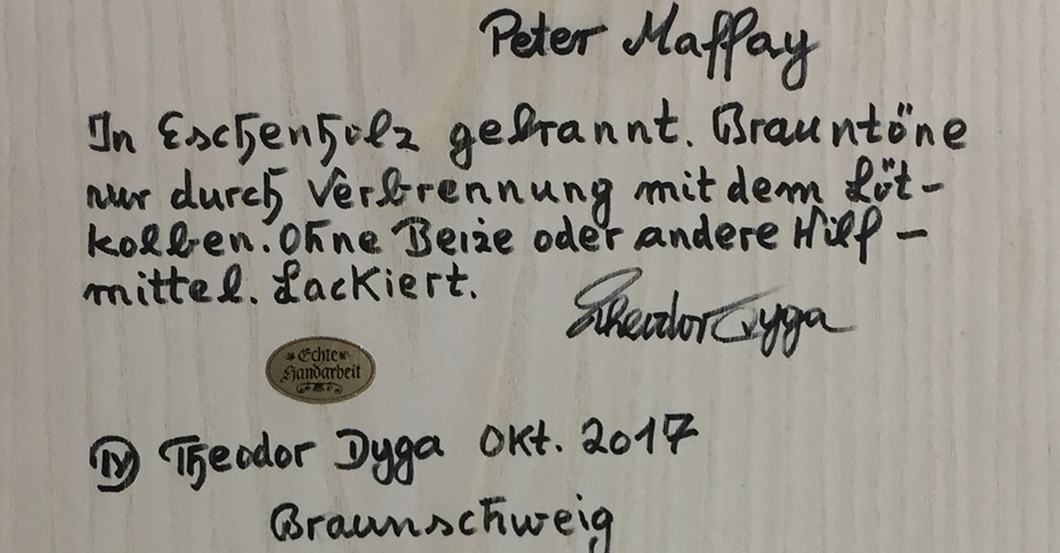 Peter Maffay
In Eschenholz gebrannt. Brauntöne
nur durch Verbrennung mit dem Löt-
kolben. Ohne Beize oder andere Hilf-
mittel. Lackiert.
Theodor Dyga
Echte
Handarbeit
IV Theodor Dyga Okt. 2017
Braunschweig